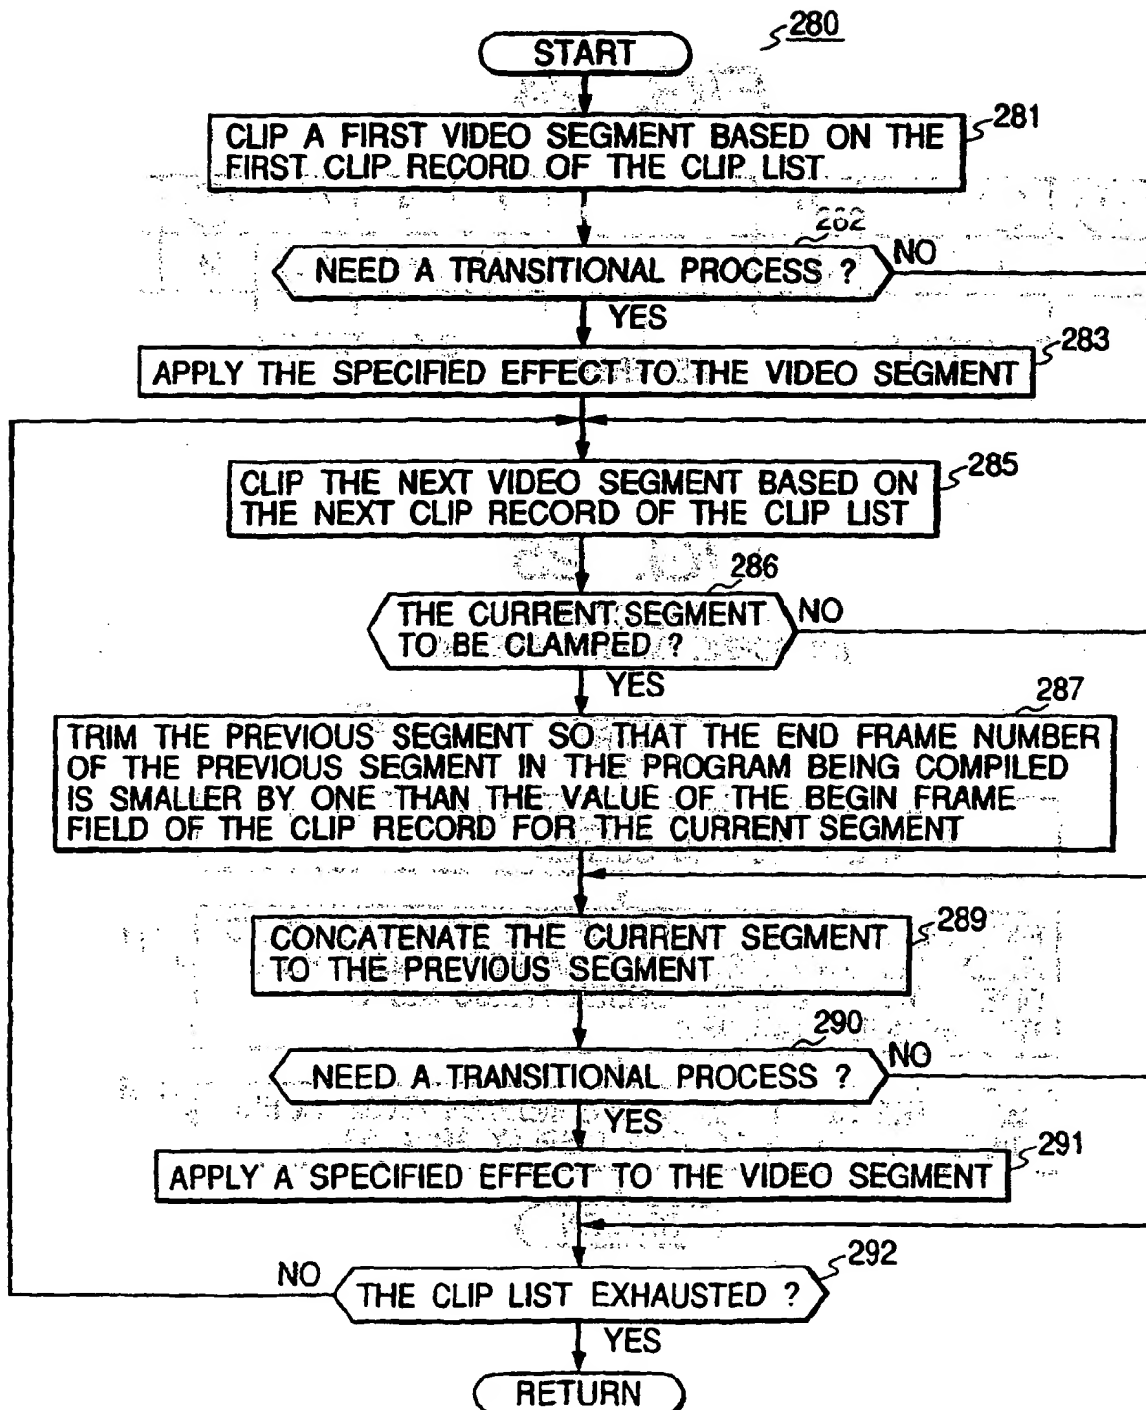 280
START
281
CLIP A FIRST VIDEO SEGMENT BASED ON THE
FIRST CLIP RECORD OF THE CLIP LIST
282
NEED A TRANSITIONAL PROCESS ?
NO
YES
283
APPLY THE SPECIFIED EFFECT TO THE VIDEO SEGMENT
285
CLIP THE NEXT VIDEO SEGMENT BASED ON
THE NEXT CLIP RECORD OF THE CLIP LIST
286
THE CURRENT SEGMENT
TO BE CLAMPED ?
NO
YES
287
TRIM THE PREVIOUS SEGMENT SO THAT THE END FRAME NUMBER
OF THE PREVIOUS SEGMENT IN THE PROGRAM BEING COMPILED
IS SMALLER BY ONE THAN THE VALUE OF THE BEGIN FRAME
FIELD OF THE CLIP RECORD FOR THE CURRENT SEGMENT
289
CONCATENATE THE CURRENT SEGMENT
TO THE PREVIOUS SEGMENT
290
NEED A TRANSITIONAL PROCESS ?
NO
YES
291
APPLY A SPECIFIED EFFECT TO THE VIDEO SEGMENT
292
NO
THE CLIP LIST EXHAUSTED ?
YES
RETURN